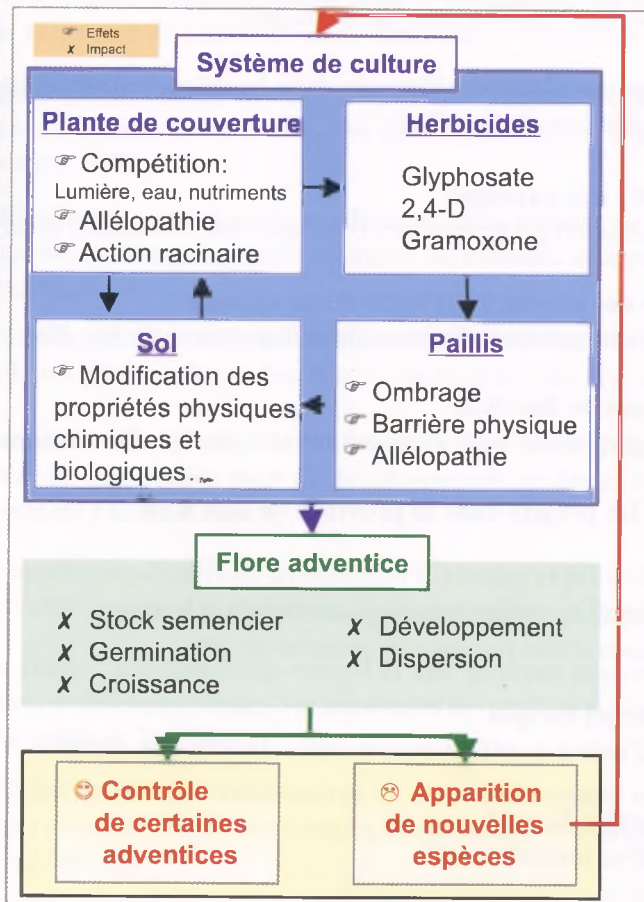 ☞ Effets
✗ Impact
Système de culture
Plante de couverture
☞ Compétition:
Lumière, eau, nutriments
☞ Allélopathie
☞ Action racinaire
Herbicides
Glyphosate
2,4-D
Gramoxone
Sol
☞ Modification des
propriétés physiques
chimiques et
biologiques...
Paillis
☞ Ombrage
☞ Barrière physique
☞ Allélopathie
Flore adventice
✗ Stock semencier
✗ Germination
✗ Croissance
✗ Développement
✗ Dispersion
☺ Contrôle
de certaines
adventices
☹ Apparition
de nouvelles
espèces